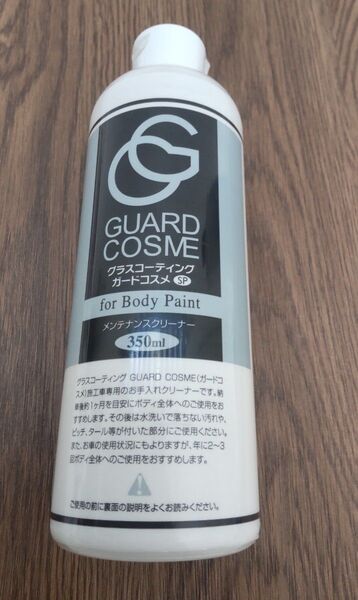 GUARD
COSME
グラスコーティング
ガードコスメ SP
for Body Paint
メンテナンスクリーナー
350ml
グラスコーティング GUARD COSME(ガードコ
スメ)施工車専用のお手入れクリーナーです。納
車後約1ヶ月を目安にボディ全体へのご使用をお
すすめします。その後は水洗いで落ちない汚れや、
ピッチ、タール等が付いた部分にご使用ください。
また、お車の使用状況にもよりますが、年に2~3
回ボディ全体へのご使用をおすすめします。
ご使用の前に裏面の説明をよくお読みください。